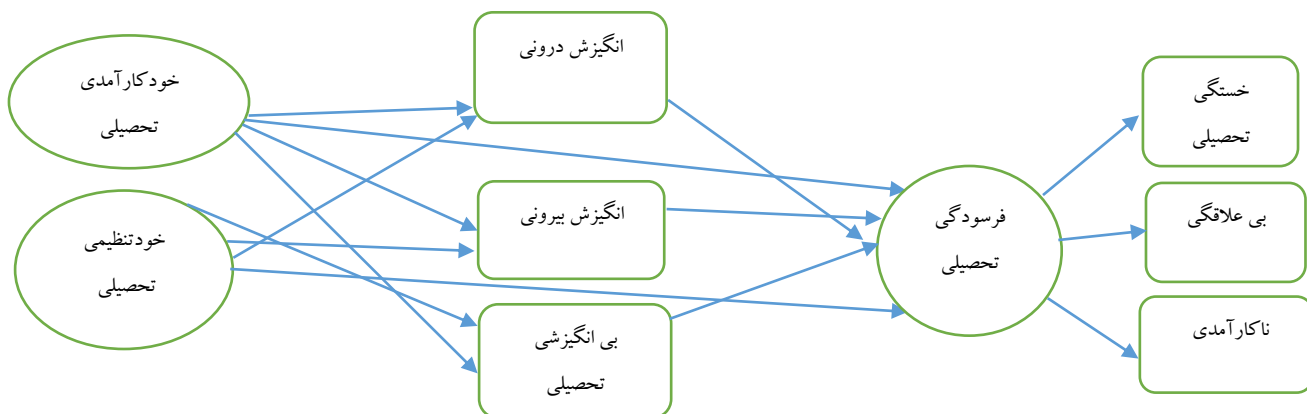 خودکارآمدی
تحصیلی
خودتنظیمی
تحصیلی
انگیزش درونی
انگیزش بیرونی
بی انگیزشی
تحصیلی
فرسودگی
تحصیلی
خستگی
تحصیلی
بی علاقگی
ناکارآمدی